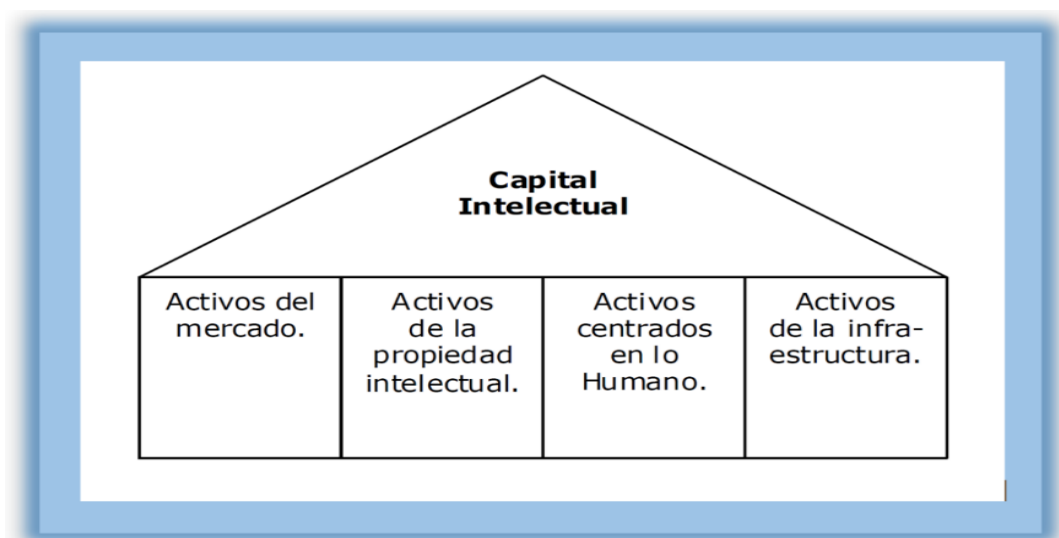 Capital
Intelectual
Activos del
mercado.
Activos
de la
propiedad
intelectual.
Activos
centrados
en lo
Humano.
Activos
de la infra-
estructura.